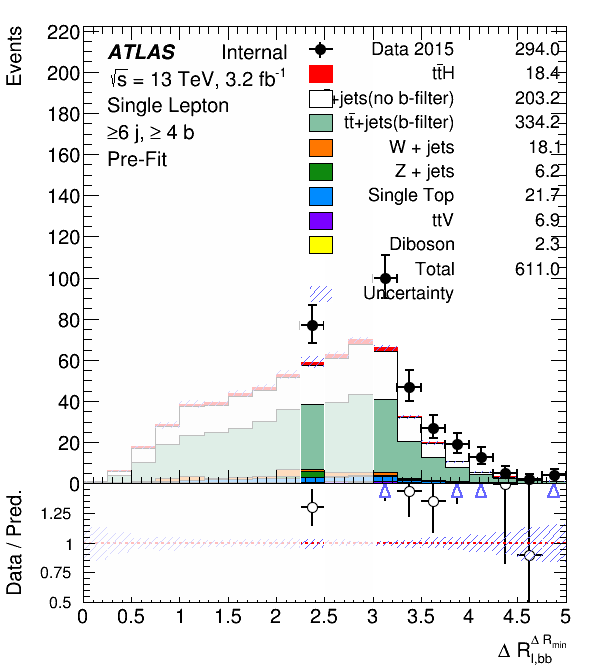 Events
220
200
180
160
140
120
100
80
60
40
20
0
ATLAS Internal
√s = 13 TeV, 3.2 fb-1
Single Lepton
≥6 j, ≥ 4 b
Pre-Fit
Data 2015 294.0
tt̄H 18.4
+jets(no b-filter) 203.2
tt̄+jets(b-filter) 334.2
W + jets 18.1
Z + jets 6.2
Single Top 21.7
ttV 6.9
Diboson 2.3
Total 611.0
Uncertainty
Data / Pred.
1.25
1
0.75
0.5
0 0.5 1 1.5 2 2.5 3 3.5 4 4.5 5
Δ R l,bb Δ R min